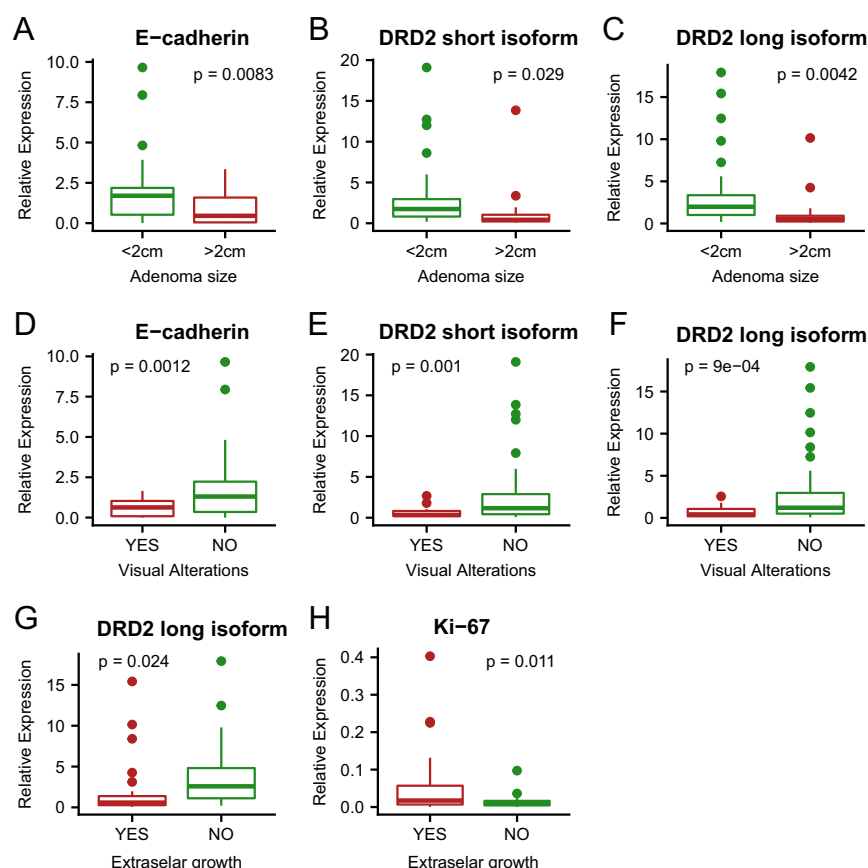 A
E−cadherin
Relative Expression
10.0
7.5
5.0
2.5
0.0
p = 0.0083
<2cm >2cm
Adenoma size
B
DRD2 short isoform
Relative Expression
20
15
10
5
0
p = 0.029
<2cm >2cm
Adenoma size
C
DRD2 long isoform
Relative Expression
15
10
5
0
p = 0.0042
<2cm >2cm
Adenoma size
D
E−cadherin
Relative Expression
10.0
7.5
5.0
2.5
0.0
p = 0.0012
YES NO
Visual Alterations
E
DRD2 short isoform
Relative Expression
20
15
10
5
0
p = 0.001
YES NO
Visual Alterations
F
DRD2 long isoform
Relative Expression
15
10
5
0
p = 9e−04
YES NO
Visual Alterations
G
DRD2 long isoform
Relative Expression
15
10
5
0
p = 0.024
YES NO
Extraselar growth
H
Ki−67
Relative Expression
0.4
0.3
0.2
0.1
0.0
p = 0.011
YES NO
Extraselar growth